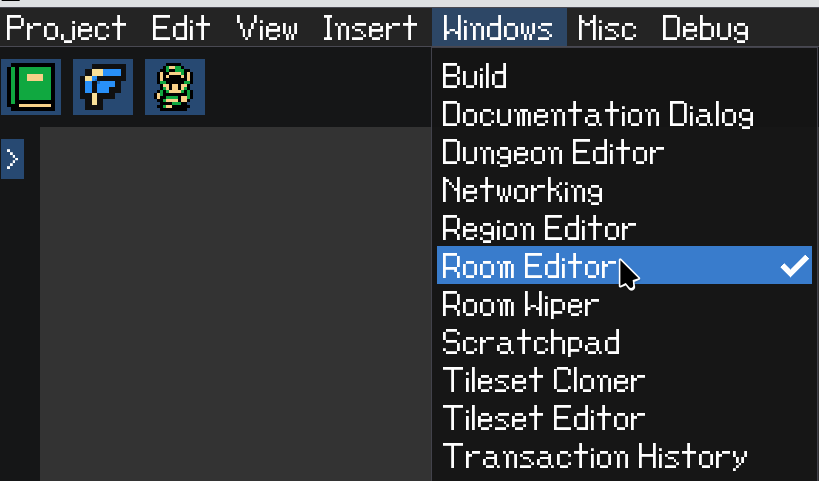 Project Edit View Insert Windows Misc Debug
Build
Documentation Dialog
Dungeon Editor
Networking
Region Editor
Room Editor
Room Wiper
Scratchpad
Tileset Cloner
Tileset Editor
Transaction History